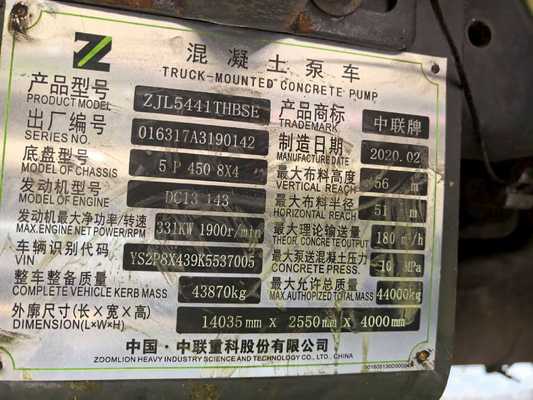 混凝土泵车
TRUCK-MOUNTED CONCRETE PUMP
产品型号 ZJL5441THBSE 产品商标 中联牌
PRODUCT MODEL TRADEMARK
出厂编号 016317A3190142 制造日期 2020.02
SERIES NO. MANUFACTURE DATE
底盘型号 5 P 450 8X4 最大布料高度 56 m
MODEL OF CHASSIS VERTICAL REACH
发动机型号 DC13 143 最大布料半径 51 m
MODEL OF ENGINE HORIZONTAL REACH
发动机最大净功率/转速 331KW 1900r/min 最大理论输送量 180 m³/h
MAX.ENGINE NET POWER/RPM THEOR.CONCRETE OUTPUT
车辆识别代码 YS2P8X439K5537005 最大泵送混凝土压力 10 MPa
VIN CONCRETE PRESS.
整车整备质量 43870kg 最大允许总质量 44000kg
COMPLETE VEHICLE KERB MASS MAX.AUTHOPIZED TOTAL MASS
外廓尺寸(长×宽×高) 14035 mm x 2550 mm x 4000 mm
DIMENSION(L×W×H)
中国·中联重科股份有限公司
ZOOMLION HEAVY INDUSTRY SCIENCE AND TECHNOLOGY CO., LTD. CHINA